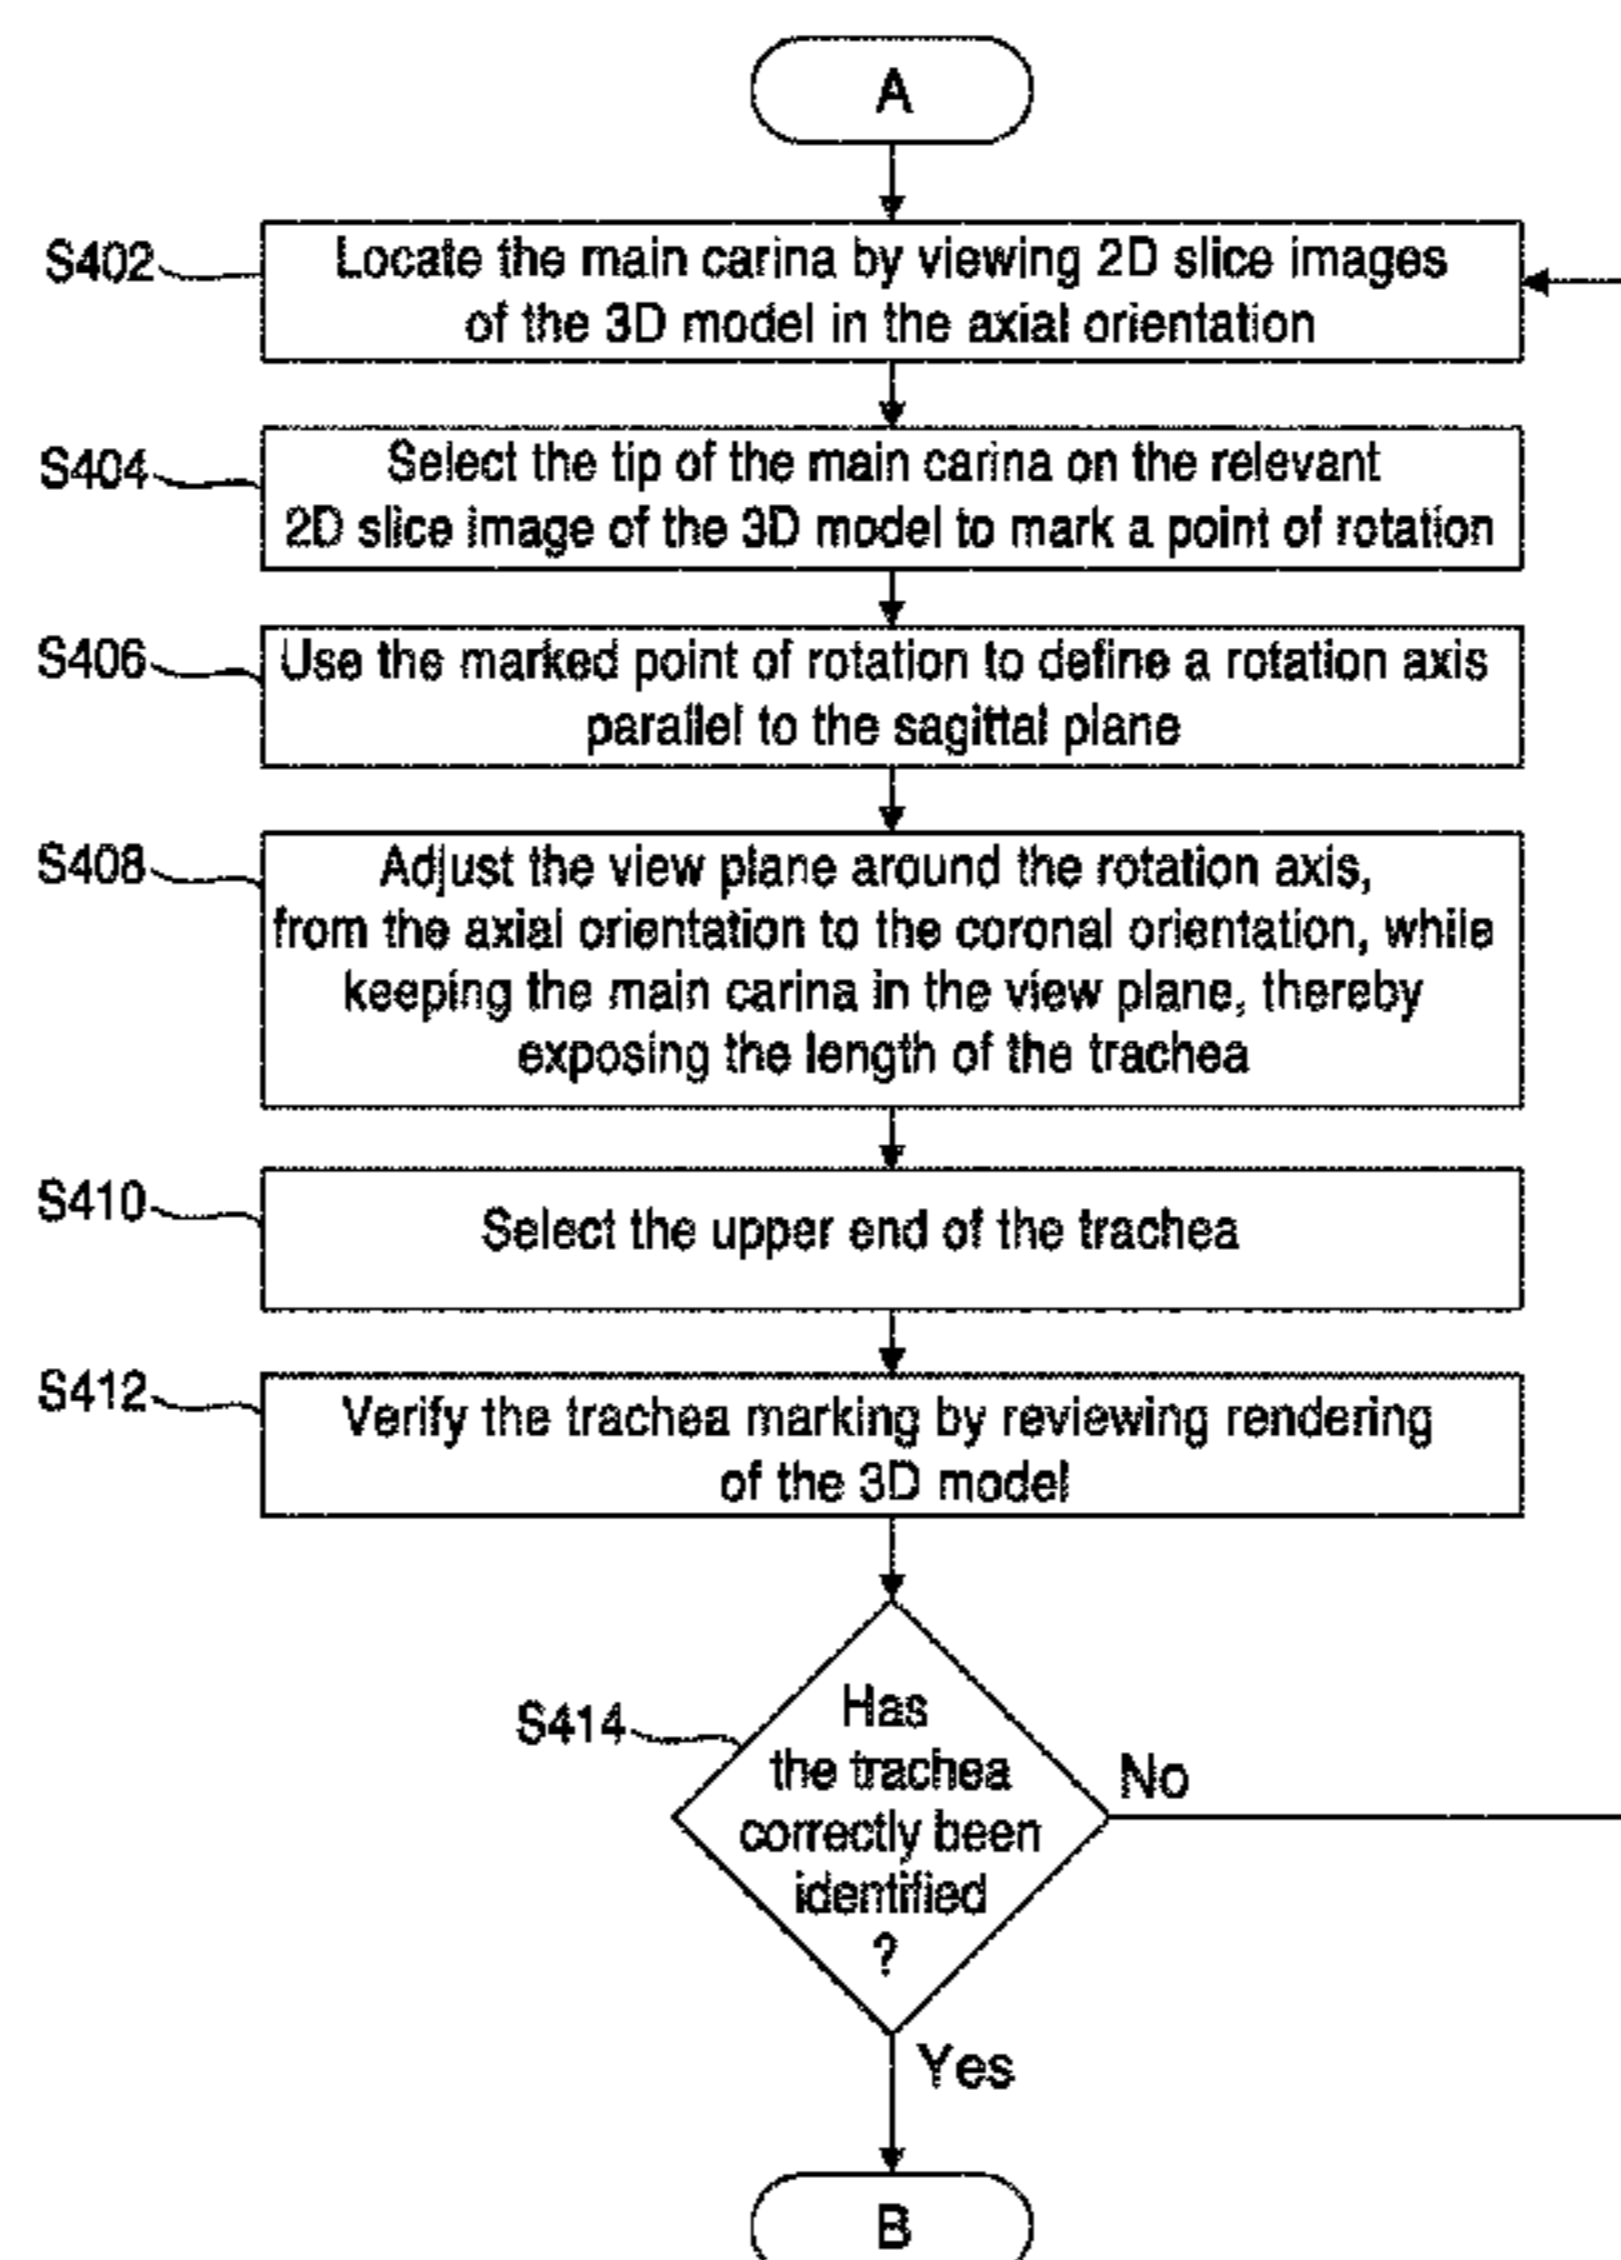 A
S402
Locate the main carina by viewing 2D slice images
of the 3D model in the axial orientation
S404
Select the tip of the main carina on the relevant
2D slice image of the 3D model to mark a point of rotation
S406
Use the marked point of rotation to define a rotation axis
parallel to the sagittal plane
S408
Adjust the view plane around the rotation axis,
from the axial orientation to the coronal orientation, while
keeping the main carina in the view plane, thereby
exposing the length of the trachea
S410
Select the upper end of the trachea
S412
Verify the trachea marking by reviewing rendering
of the 3D model
S414
Has
the trachea
correctly been
identified
?
No
Yes
B